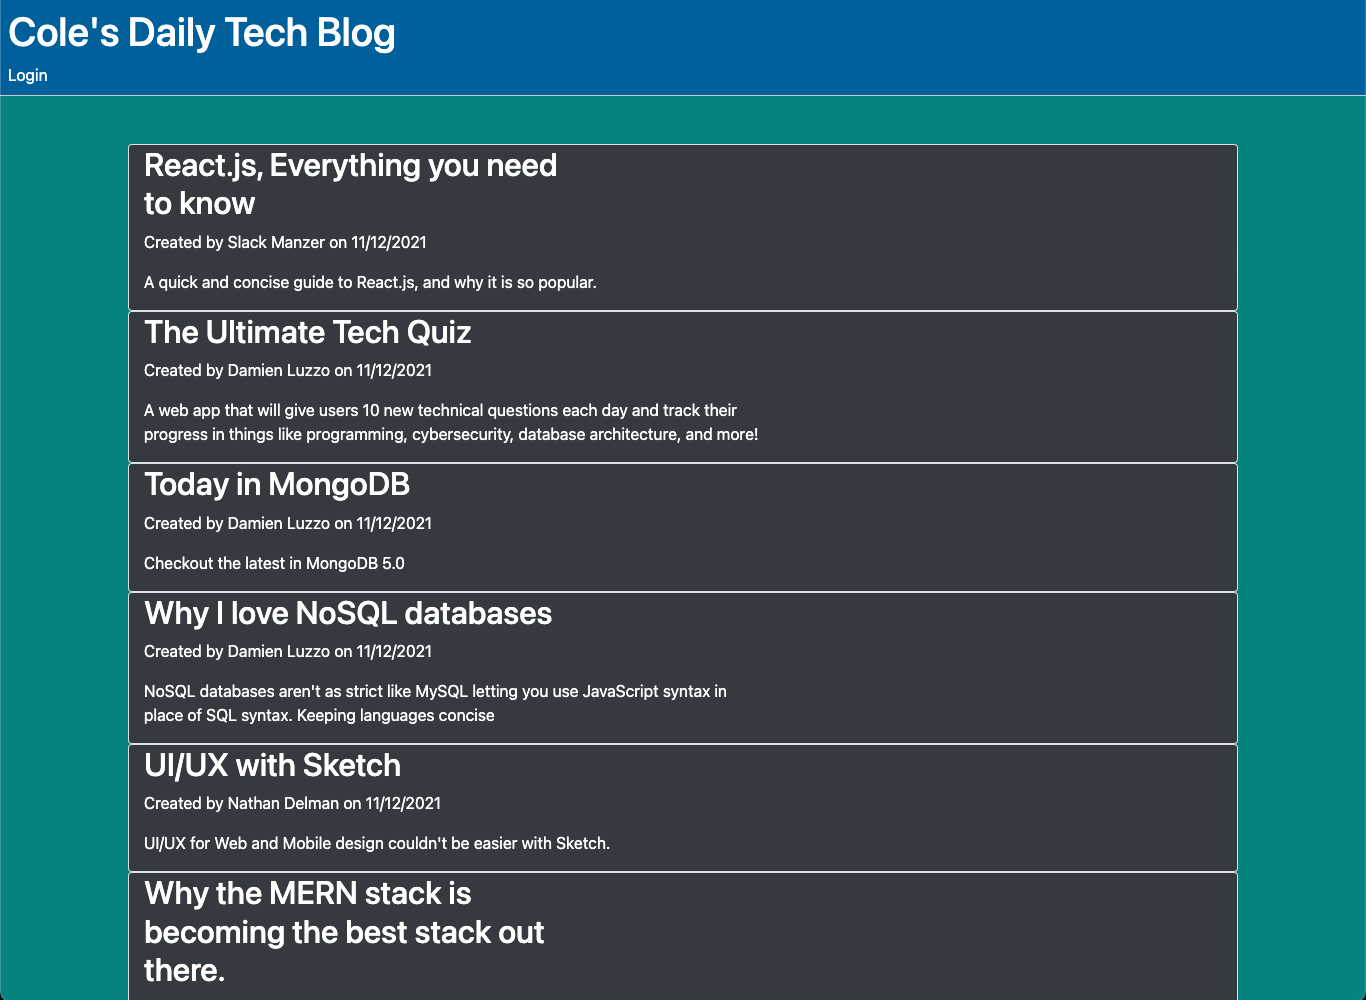 Cole's Daily Tech Blog
Login
React.js, Everything you need
to know
Created by Slack Manzer on 11/12/2021
A quick and concise guide to React.js, and why it is so popular.
The Ultimate Tech Quiz
Created by Damien Luzzo on 11/12/2021
A web app that will give users 10 new technical questions each day and track their
progress in things like programming, cybersecurity, database architecture, and more!
Today in MongoDB
Created by Damien Luzzo on 11/12/2021
Checkout the latest in MongoDB 5.0
Why I love NoSQL databases
Created by Damien Luzzo on 11/12/2021
NoSQL databases aren't as strict like MySQL letting you use JavaScript syntax in
place of SQL syntax. Keeping languages concise
UI/UX with Sketch
Created by Nathan Delman on 11/12/2021
UI/UX for Web and Mobile design couldn't be easier with Sketch.
Why the MERN stack is
becoming the best stack out
there.